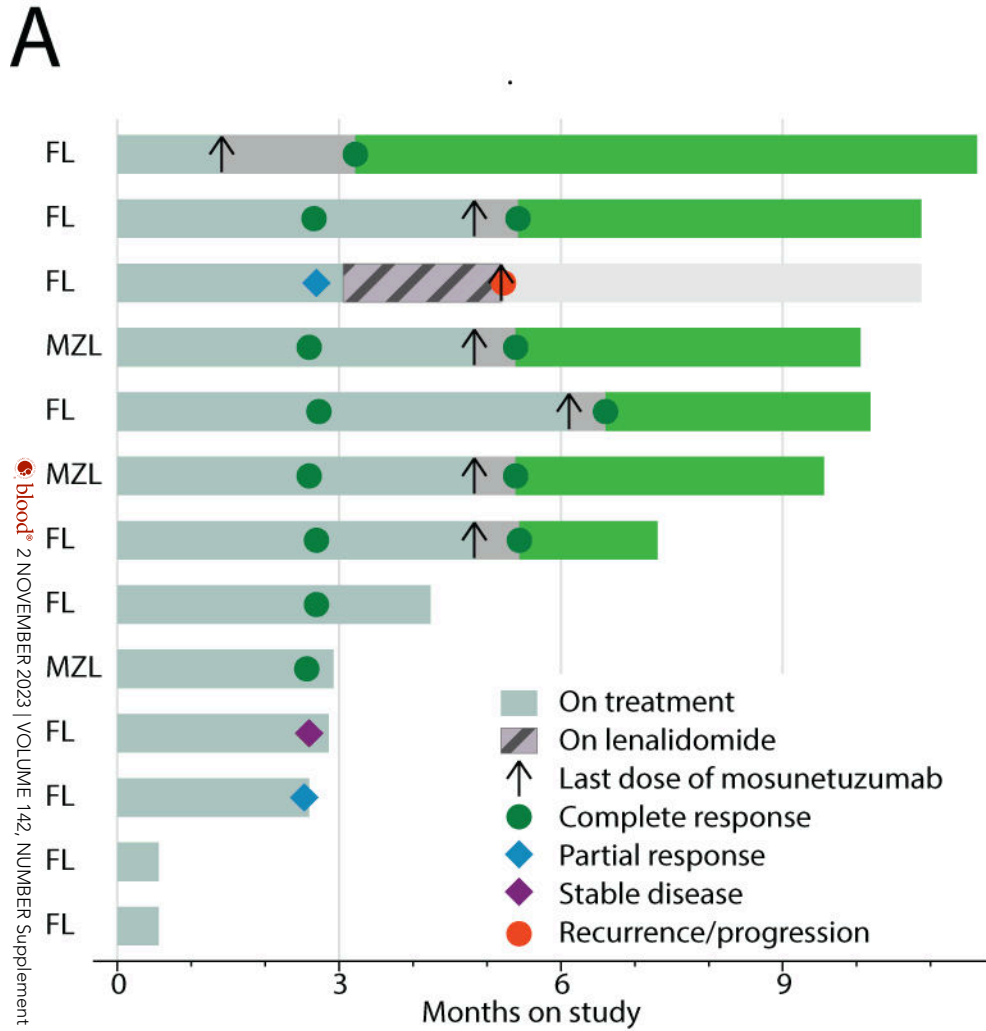 A
FL
FL
FL
MZL
FL
MZL
FL
FL
MZL
FL
FL
FL
FL
On treatment
On lenalidomide
Last dose of mosunetuzumab
Complete response
Partial response
Stable disease
Recurrence/progression
0 3 6 9
Months on study
blood® 2 NOVEMBER 2023 | VOLUME 142, NUMBER Supplement